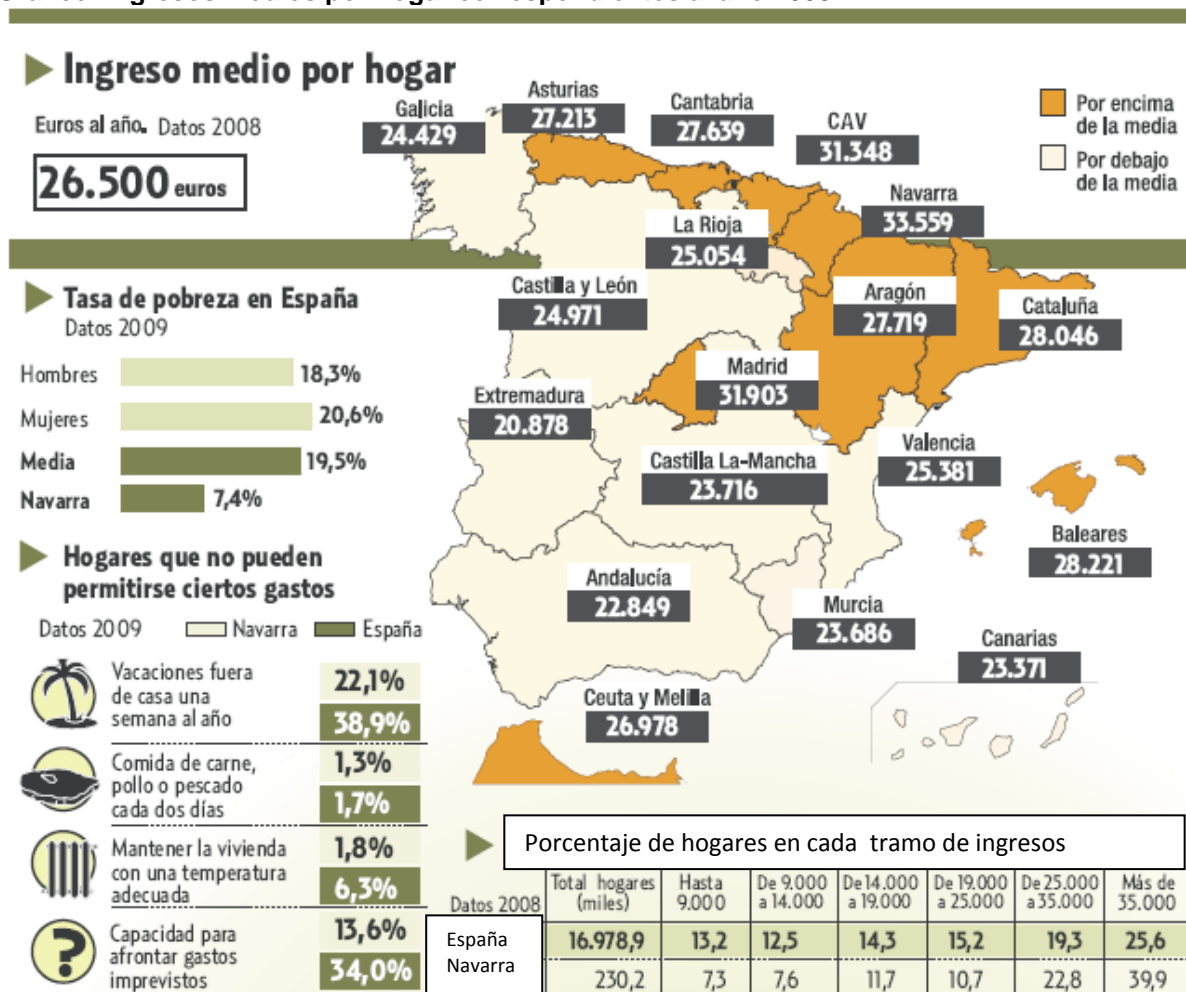 Ingreso medio por hogar
Euros al año. Datos 2008
26.500 euros
Galicia
24.429
Asturias
27.213
Cantabria
27.639
CAV
31.348
Navarra
33.559
La Rioja
25.054
Castilla y León
24.971
Aragón
27.719
Cataluña
28.046
Madrid
31.903
Extremadura
20.878
Castilla La-Mancha
23.716
Valencia
25.381
Baleares
28.221
Andalucía
22.849
Murcia
23.686
Canarias
23.371
Ceuta y Melilla
26.978
Por encima
de la media
Por debajo
de la media
Tasa de pobreza en España
Datos 2009
Hombres 18,3%
Mujeres 20,6%
Media 19,5%
Navarra 7,4%
Hogares que no pueden
permitirse ciertos gastos
Datos 2009 Navarra España
Vacaciones fuera
de casa una
semana al año
22,1%
38,9%
Comida de carne,
pollo o pescado
cada dos días
1,3%
1,7%
Mantener la vivienda
con una temperatura
adecuada
1,8%
6,3%
?
Capacidad para
afrontar gastos
imprevistos
13,6%
34,0%
Porcentaje de hogares en cada tramo de ingresos
Datos 2008
Total hogares
(miles)
Hasta
9.000
De 9.000
a 14.000
De 14.000
a 19.000
De 19.000
a 25.000
De 25.000
a 35.000
Más de
35.000
España 16.978,9 13,2 12,5 14,3 15,2 19,3 25,6
Navarra 230,2 7,3 7,6 11,7 10,7 22,8 39,9